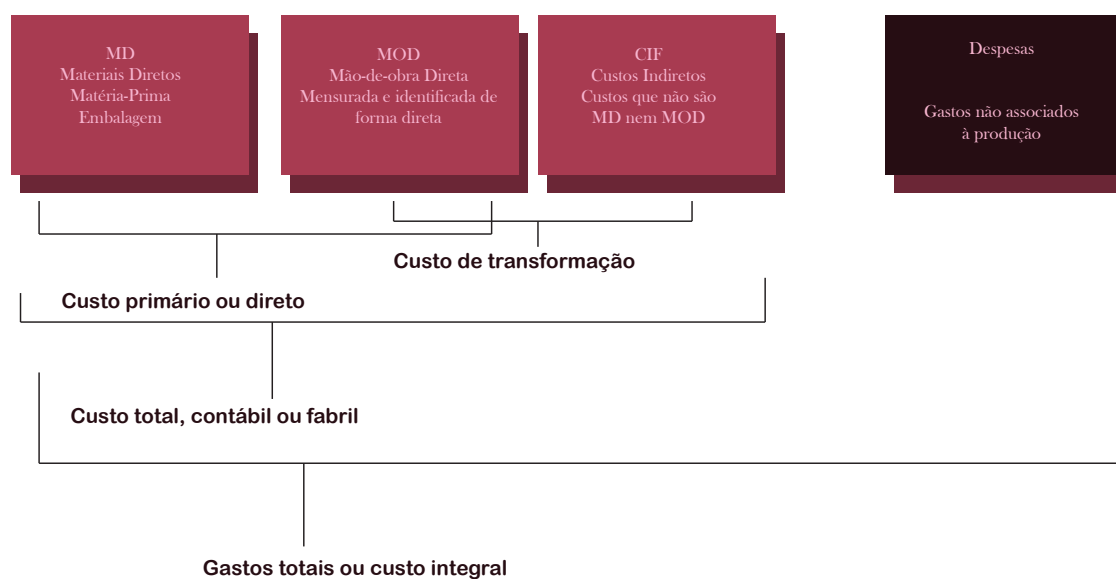 MD
Materiais Diretos
Matéria-Prima
Embalagem
MOD
Mão-de-obra Direta
Mensurada e identificada de
forma direta
CIF
Custos Indiretos
Custos que não são
MD nem MOD
Despesas
Gastos não associados
à produção
Custo de transformação
Custo primário ou direto
Custo total, contábil ou fabril
Gastos totais ou custo integral